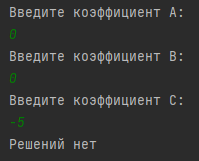 Введите коэффициент A:
0
Введите коэффициент B:
0
Введите коэффициент C:
-5
Решений нет